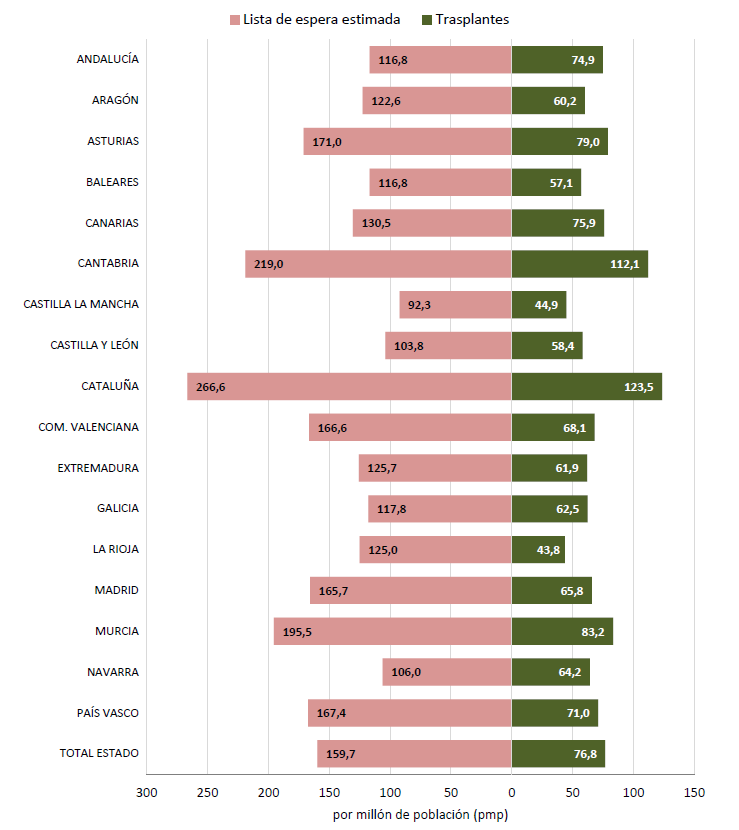 Lista de espera estimada Trasplantes
ANDALUCÍA 116,8 74,9
ARAGÓN 122,6 60,2
ASTURIAS 171,0 79,0
BALEARES 116,8 57,1
CANARIAS 130,5 75,9
CANTABRIA 219,0 112,1
CASTILLA LA MANCHA 92,3 44,9
CASTILLA Y LEÓN 103,8 58,4
CATALUÑA 266,6 123,5
COM. VALENCIANA 166,6 68,1
EXTREMADURA 125,7 61,9
GALICIA 117,8 62,5
LA RIOJA 125,0 43,8
MADRID 165,7 65,8
MURCIA 195,5 83,2
NAVARRA 106,0 64,2
PAÍS VASCO 167,4 71,0
TOTAL ESTADO 159,7 76,8
300 250 200 150 100 50 0 50 100 150
por millón de población (pmp)